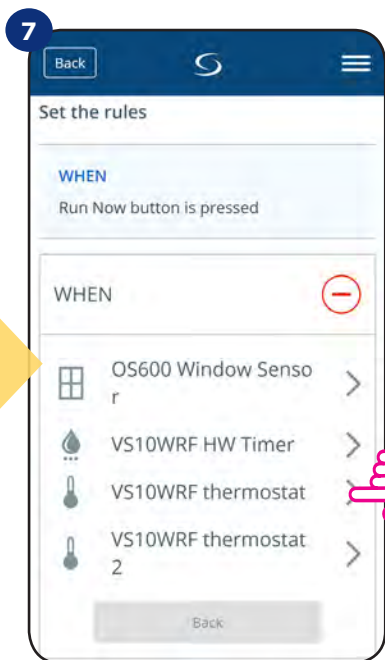 7
Back
Set the rules
WHEN
Run Now button is pressed
WHEN
OS600 Window Senso
r
VS10WRF HW Timer
VS10WRF thermostat
VS10WRF thermostat
2
Back